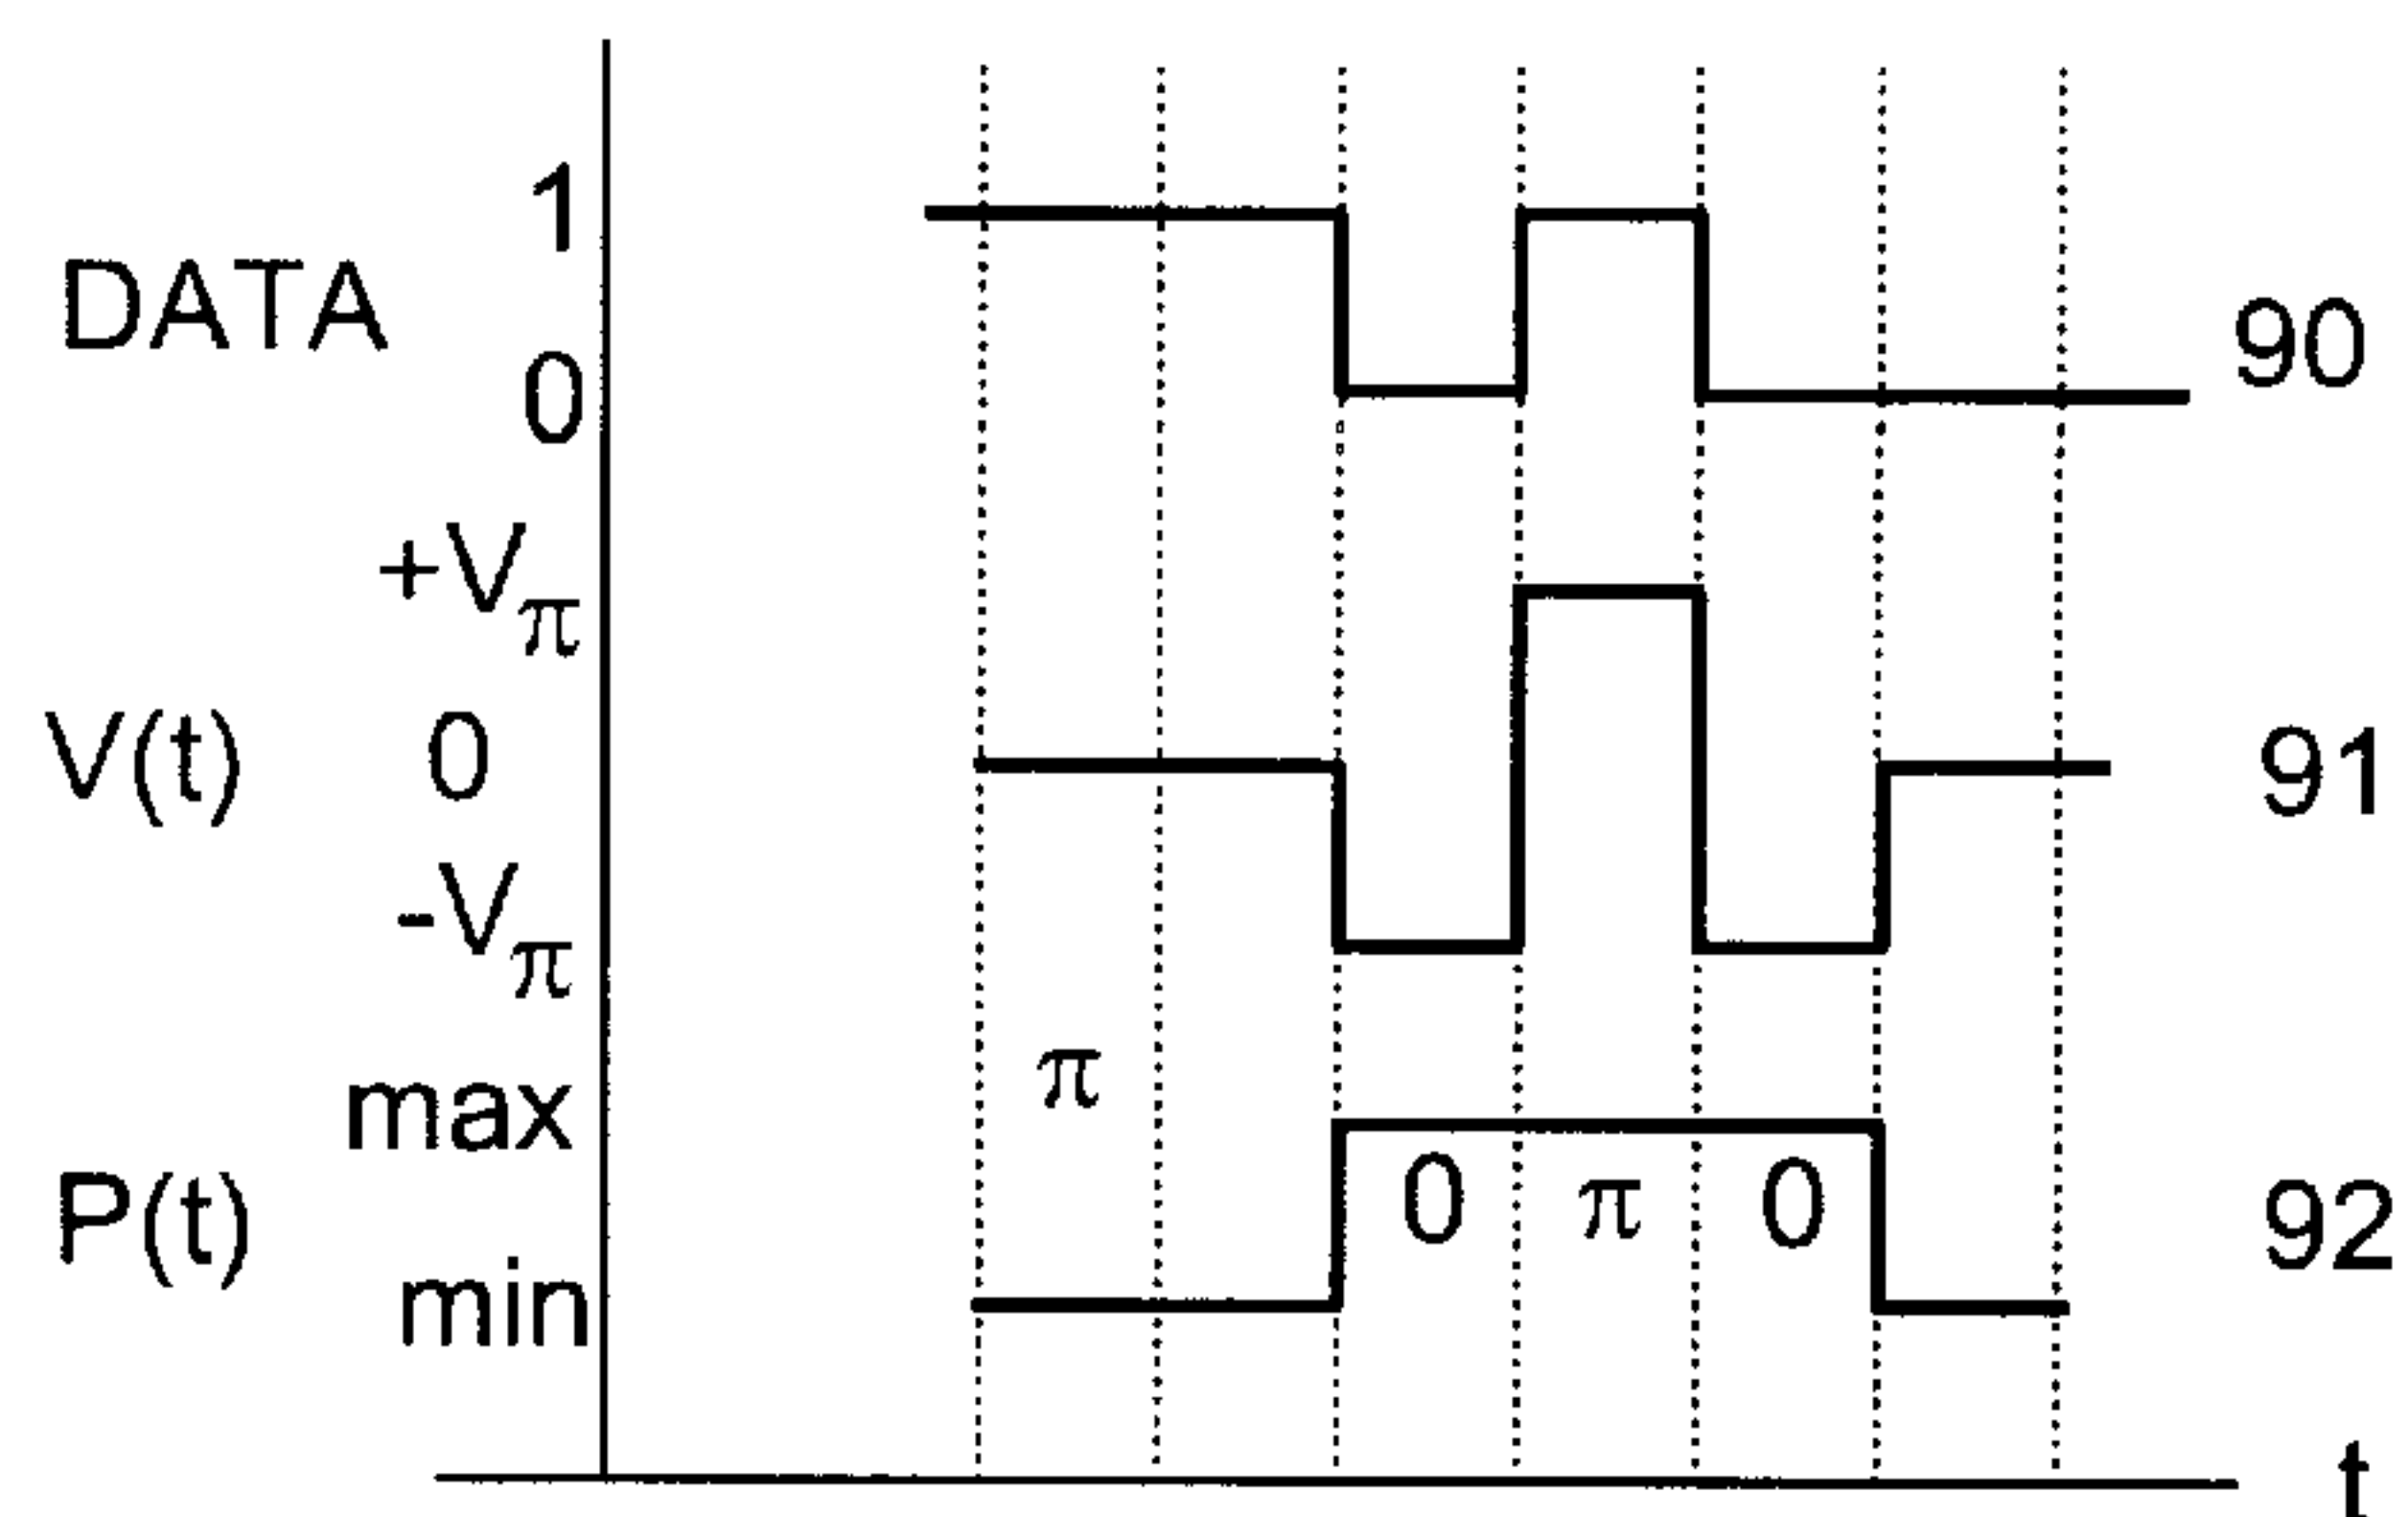 1
DATA
0
90
+Vπ
V(t)
0
91
-Vπ
π
max
0 π 0
P(t)
92
min
t